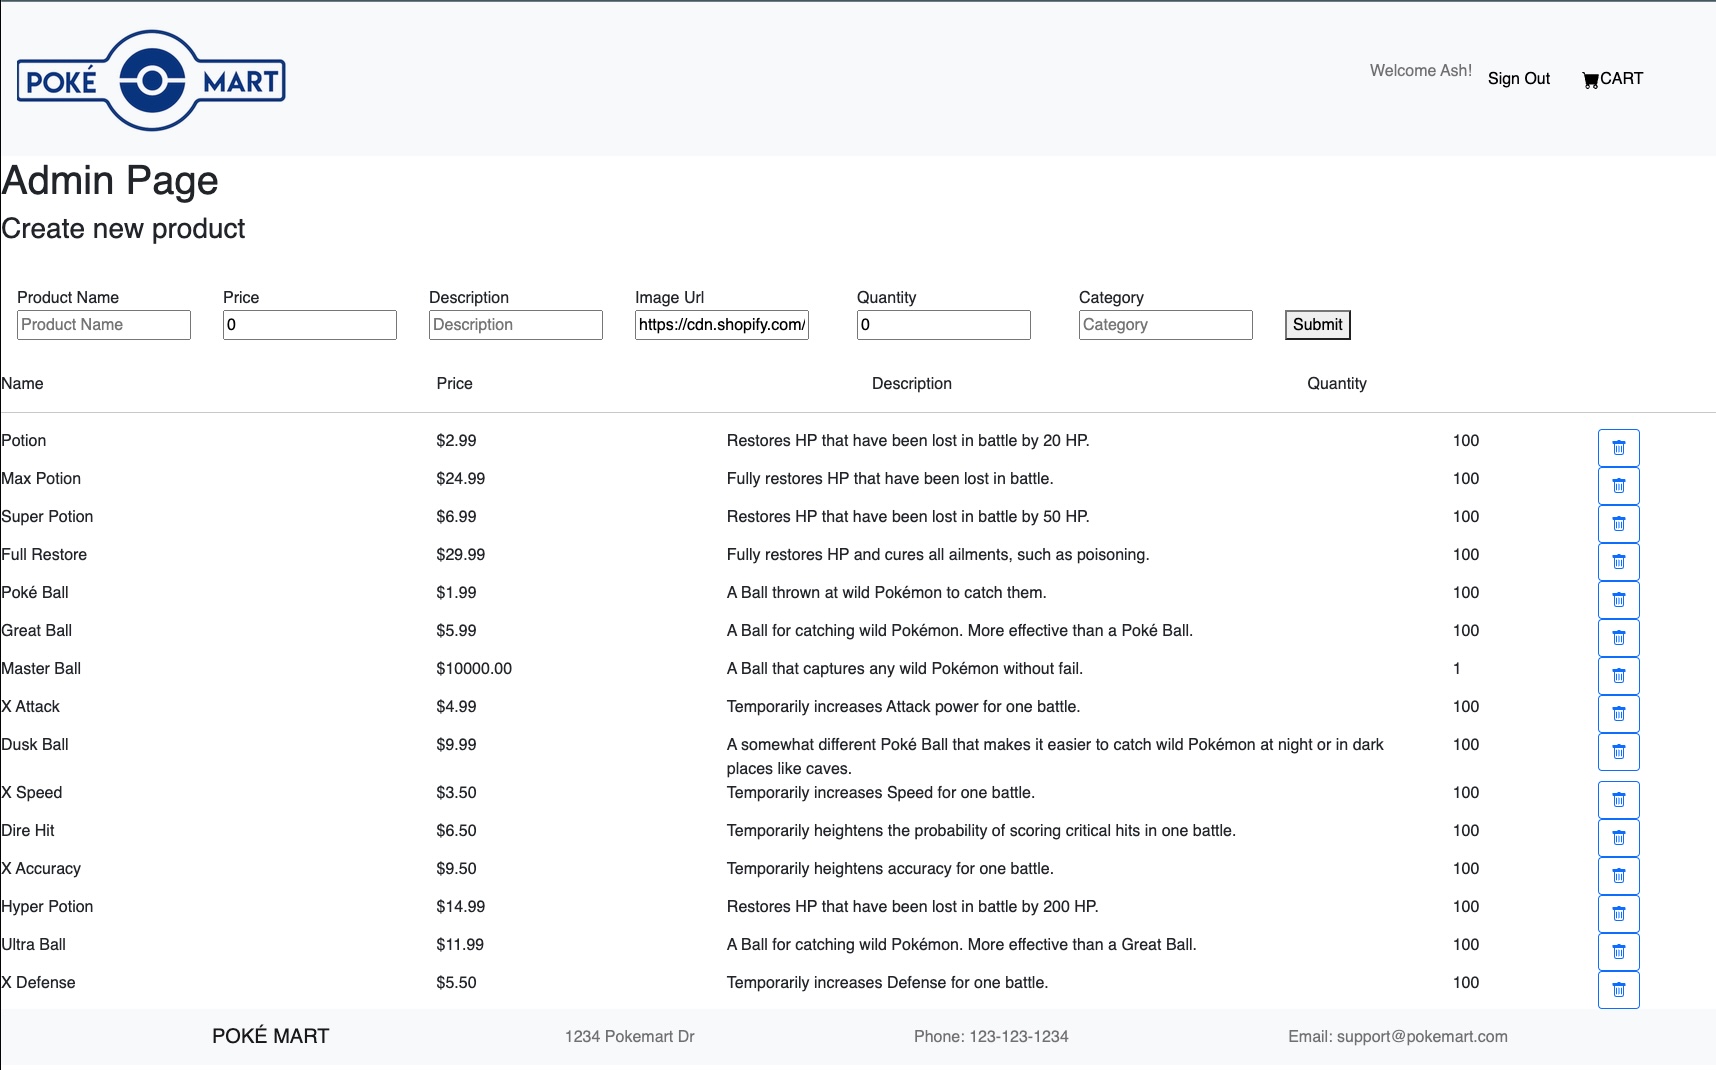 POKÉ MART
Welcome Ash! Sign Out CART
Admin Page
Create new product
Product Name Price Description Image Url Quantity Category
Product Name 0 Description https://cdn.shopify.com/ 0 Category Submit
Name Price Description Quantity
Potion $2.99 Restores HP that have been lost in battle by 20 HP. 100
Max Potion $24.99 Fully restores HP that have been lost in battle. 100
Super Potion $6.99 Restores HP that have been lost in battle by 50 HP. 100
Full Restore $29.99 Fully restores HP and cures all ailments, such as poisoning. 100
Poké Ball $1.99 A Ball thrown at wild Pokémon to catch them. 100
Great Ball $5.99 A Ball for catching wild Pokémon. More effective than a Poké Ball. 100
Master Ball $10000.00 A Ball that captures any wild Pokémon without fail. 1
X Attack $4.99 Temporarily increases Attack power for one battle. 100
Dusk Ball $9.99 A somewhat different Poké Ball that makes it easier to catch wild Pokémon at night or in dark 100
places like caves.
X Speed $3.50 Temporarily increases Speed for one battle. 100
Dire Hit $6.50 Temporarily heightens the probability of scoring critical hits in one battle. 100
X Accuracy $9.50 Temporarily heightens accuracy for one battle. 100
Hyper Potion $14.99 Restores HP that have been lost in battle by 200 HP. 100
Ultra Ball $11.99 A Ball for catching wild Pokémon. More effective than a Great Ball. 100
X Defense $5.50 Temporarily increases Defense for one battle. 100
POKÉ MART 1234 Pokemart Dr Phone: 123-123-1234 Email: support@pokemart.com